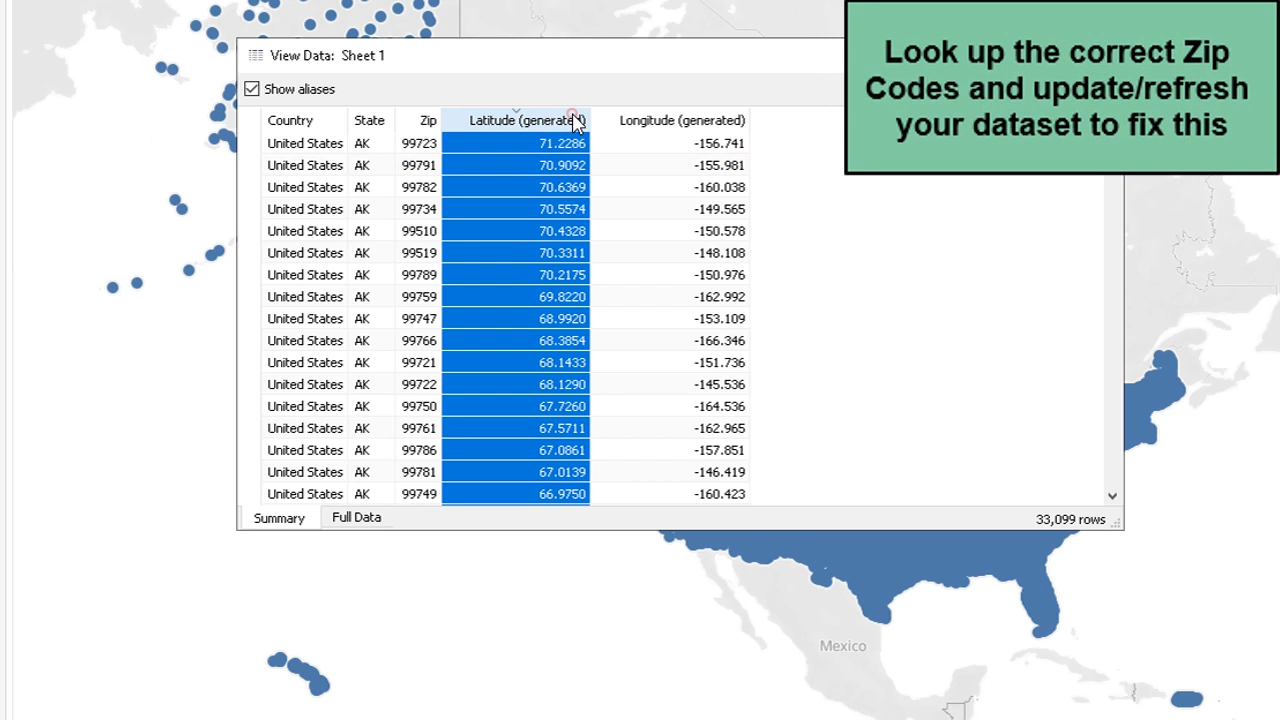 Look up the correct Zip
Codes and update/refresh
your dataset to fix this
View Data: Sheet 1
Show aliases
Country State Zip Latitude (generated) Longitude (generated)
United States AK 99723 71.2286 -156.741
United States AK 99791 70.9092 -155.981
United States AK 99782 70.6369 -160.038
United States AK 99734 70.5574 -149.565
United States AK 99510 70.4328 -150.578
United States AK 99519 70.3311 -148.108
United States AK 99789 70.2175 -150.976
United States AK 99759 69.8220 -162.992
United States AK 99747 68.9920 -153.109
United States AK 99766 68.3854 -166.346
United States AK 99721 68.1433 -151.736
United States AK 99722 68.1290 -145.536
United States AK 99750 67.7260 -164.536
United States AK 99761 67.5711 -162.965
United States AK 99786 67.0861 -157.851
United States AK 99781 67.0139 -146.419
United States AK 99749 66.9750 -160.423
Summary Full Data 33,099 rows
Mexico